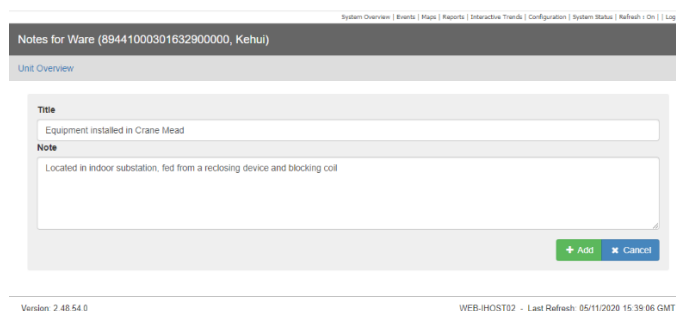 System Overview | Events | Maps | Reports | Interactive Trends | Configuration | System Status | Refresh : On | | Log
Notes for Ware (89441000301632900000, Kehui)
Unit Overview
Title
Equipment installed in Crane Mead
Note
Located in indoor substation, fed from a reclosing device and blocking coil
+ Add ✖ Cancel
Version: 2.48.54.0 WEB-IHOST02 - Last Refresh: 05/11/2020 15:39:06 GMT